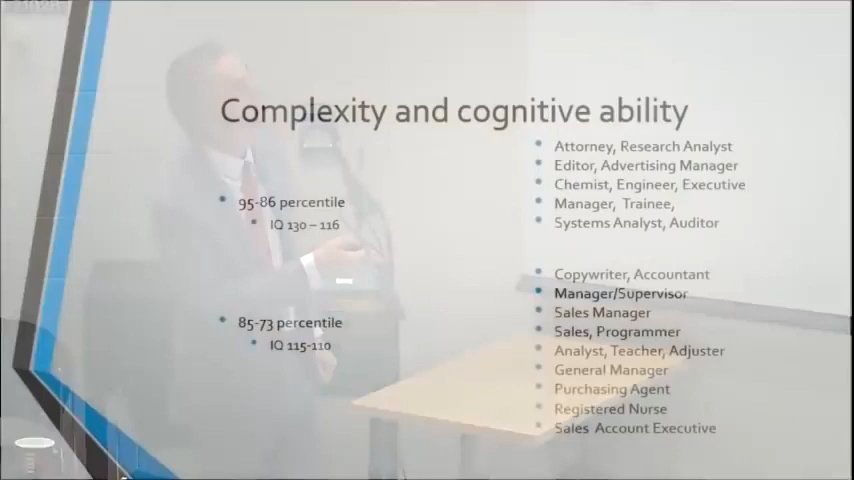 Complexity and cognitive ability
95-86 percentile
IQ 130 – 116
Attorney, Research Analyst
Editor, Advertising Manager
Chemist, Engineer, Executive
Manager, Trainee,
Systems Analyst, Auditor
85-73 percentile
IQ 115-110
Copywriter, Accountant
Manager/Supervisor
Sales Manager
Sales, Programmer
Analyst, Teacher, Adjuster
General Manager
Purchasing Agent
Registered Nurse
Sales Account Executive